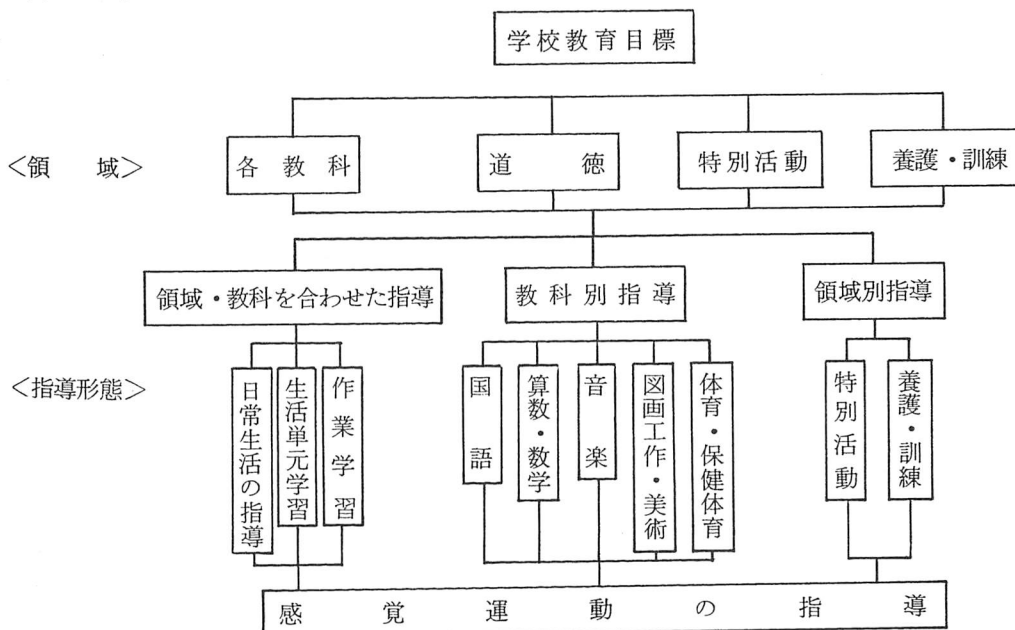 学校教育目標
＜領　　域＞
各教科
道　　徳
特別活動
養護・訓練
領域・教科を合わせた指導
教科別指導
領域別指導
＜指導形態＞
日常生活の指導
生活単元学習
作業学習
国　　語
算数・数学
音　　楽
図画工作・美術
体育・保健体育
特別活動
養護・訓練
感覚運動の指導